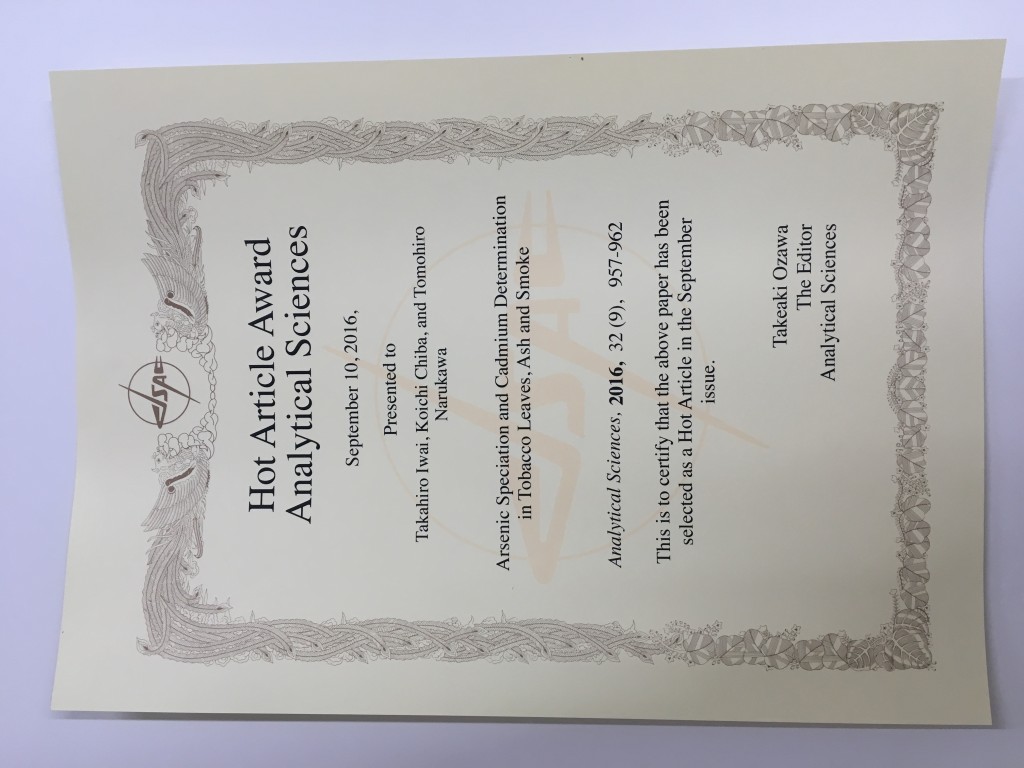 JSAC
Hot Article Award
Analytical Sciences
September 10, 2016,
Presented to
Takahiro Iwai, Koichi Chiba, and Tomohiro
Narukawa
Arsenic Speciation and Cadmium Determination
in Tobacco Leaves, Ash and Smoke
Analytical Sciences, 2016, 32 (9), 957-962
This is to certify that the above paper has been
selected as a Hot Article in the September
issue.
Takeaki Ozawa
The Editor
Analytical Sciences